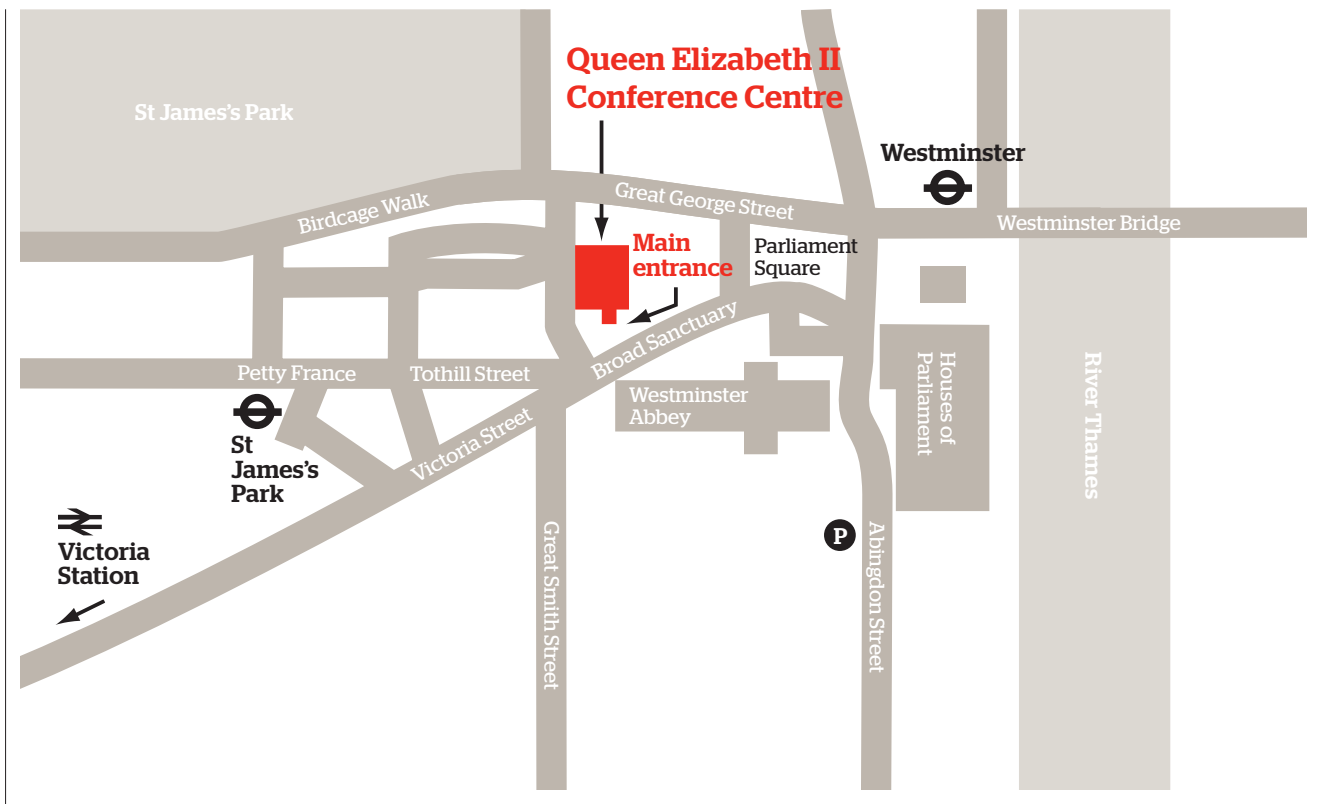 Queen Elizabeth II
Conference Centre
St James's Park
Westminster
Birdcage Walk
Great George Street
Westminster Bridge
Main
entrance
Parliament
Square
Broad Sanctuary
Petty France
Tothill Street
Westminster
Abbey
Houses of
Parliament
River Thames
St
James's
Park
Victoria Street
Victoria
Station
Great Smith Street
P
Abingdon Street